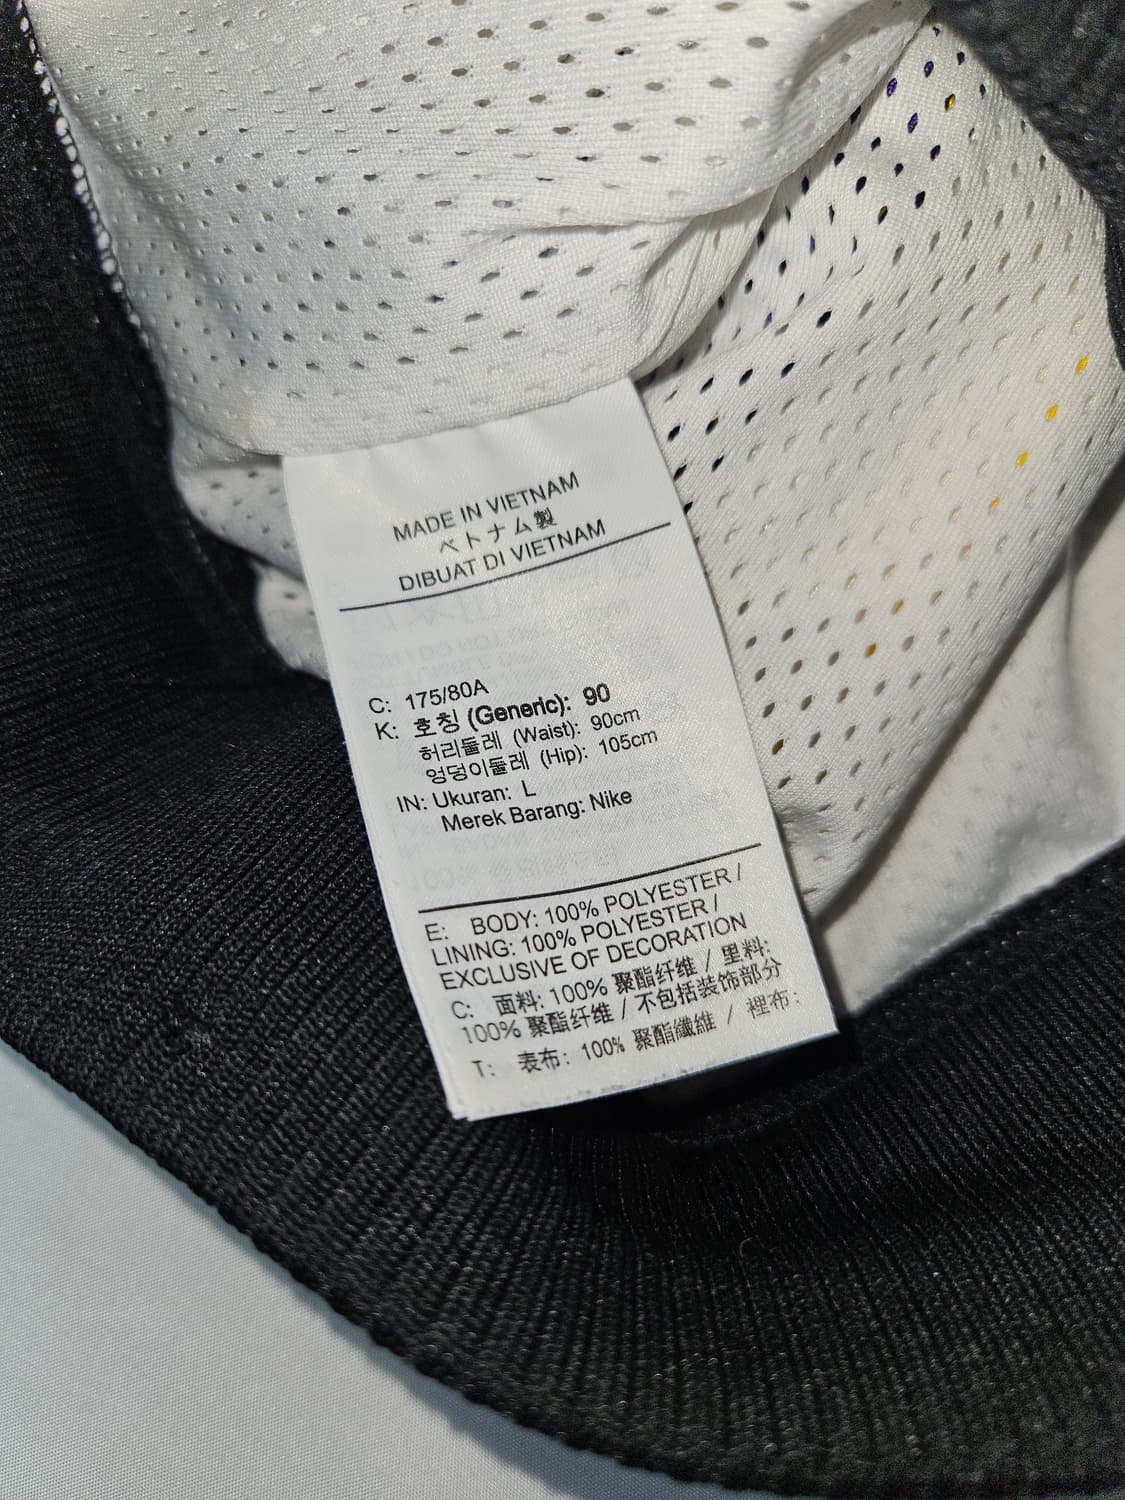 MADE IN VIETNAM
ベトナム製
DIBUAT DI VIETNAM
C: 175/80A
K: 호칭 (Generic): 90
허리둘레 (Waist): 90cm
엉덩이둘레 (Hip): 105cm
IN: Ukuran: L
Merek Barang: Nike
E: BODY: 100% POLYESTER /
LINING: 100% POLYESTER /
EXCLUSIVE OF DECORATION
C: 面料: 100% 聚酯纤维 / 里料:
100% 聚酯纤维 / 不包括装饰部分
T: 表布: 100% 聚酯纖維 / 裡布: